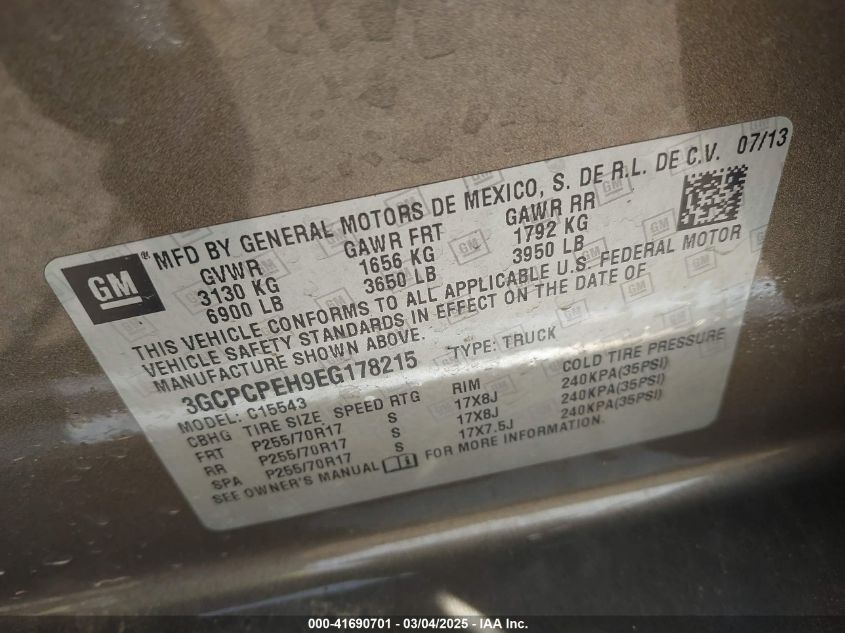 MFD BY GENERAL MOTORS DE MEXICO, S. DE R.L. DE C.V. 07/13
GM
GVWR GAWR FRT GAWR RR
3130 KG 1656 KG 1792 KG
6900 LB 3650 LB 3950 LB
THIS VEHICLE CONFORMS TO ALL APPLICABLE U.S. FEDERAL MOTOR
VEHICLE SAFETY STANDARDS IN EFFECT ON THE DATE OF
MANUFACTURE SHOWN ABOVE.
3GCPCPEH9EG178215 TYPE: TRUCK
MODEL: C15543
CBHG TIRE SIZE SPEED RTG RIM COLD TIRE PRESSURE
FRT P255/70R17 S 17X8J 240KPA(35PSI)
RR P255/70R17 S 17X8J 240KPA(35PSI)
SPA P255/70R17 S 17X7.5J 240KPA(35PSI)
SEE OWNER'S MANUAL FOR MORE INFORMATION.
000-41690701 - 03/04/2025 - IAA Inc.